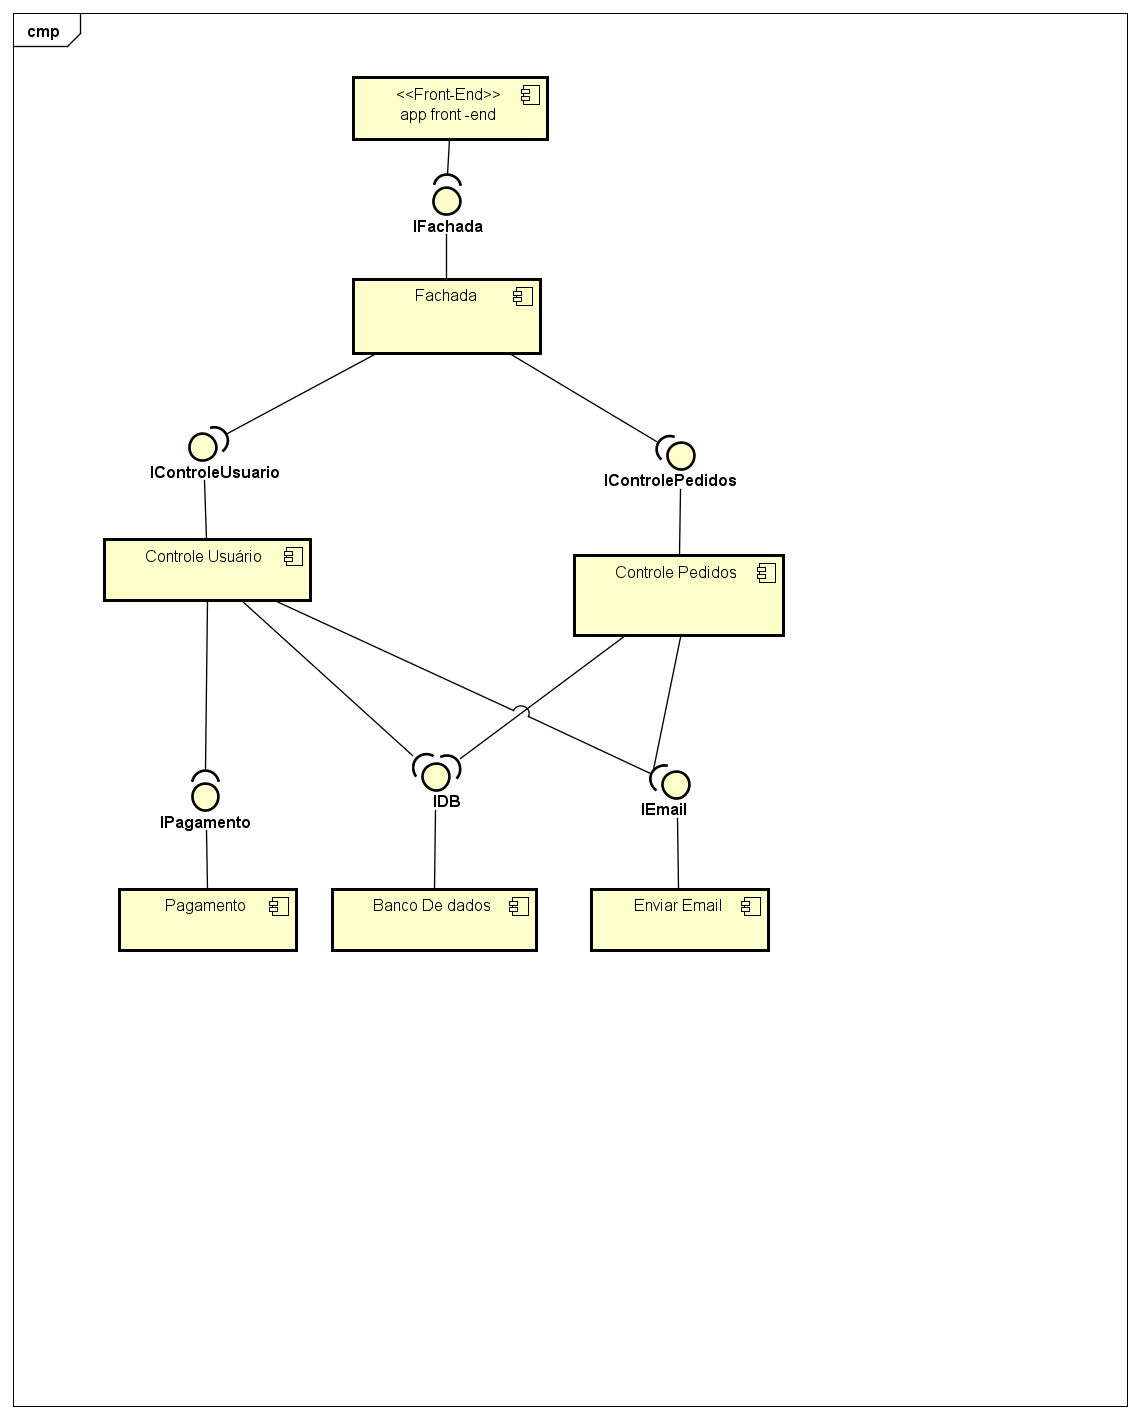 cmp
<<Front-End>>
app front -end
IFachada
Fachada
IControleUsuario
IControlePedidos
Controle Usuário
Controle Pedidos
IPagamento
IDB
IEmail
Pagamento
Banco De dados
Enviar Email